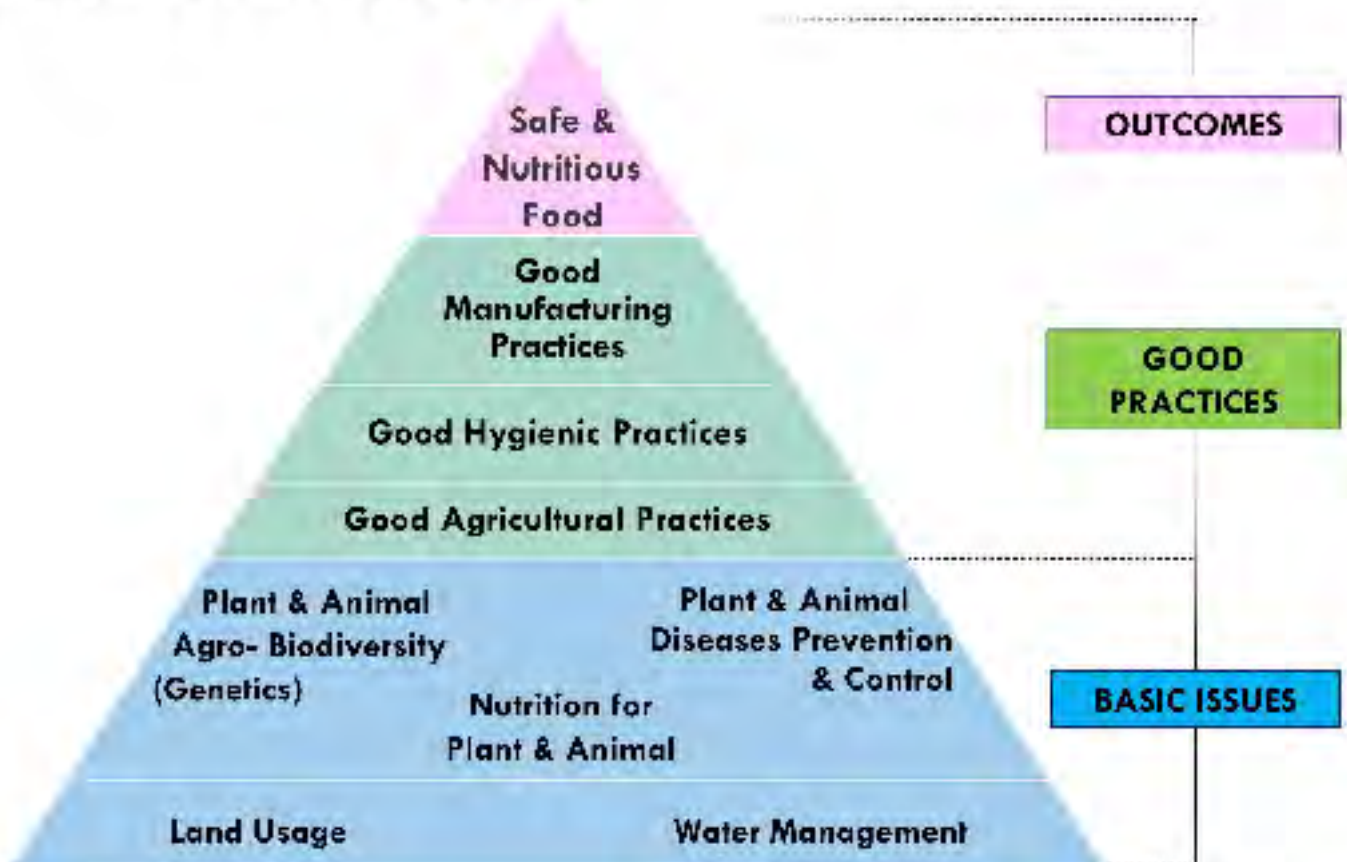 Safe &
Nutritious
Food
OUTCOMES
Good
Manufacturing
Practices
GOOD
PRACTICES
Good Hygienic Practices
Good Agricultural Practices
Plant & Animal
Agro- Biodiversity
(Genetics)
Plant & Animal
Diseases Prevention
& Control
Nutrition for
Plant & Animal
BASIC ISSUES
Land Usage
Water Management